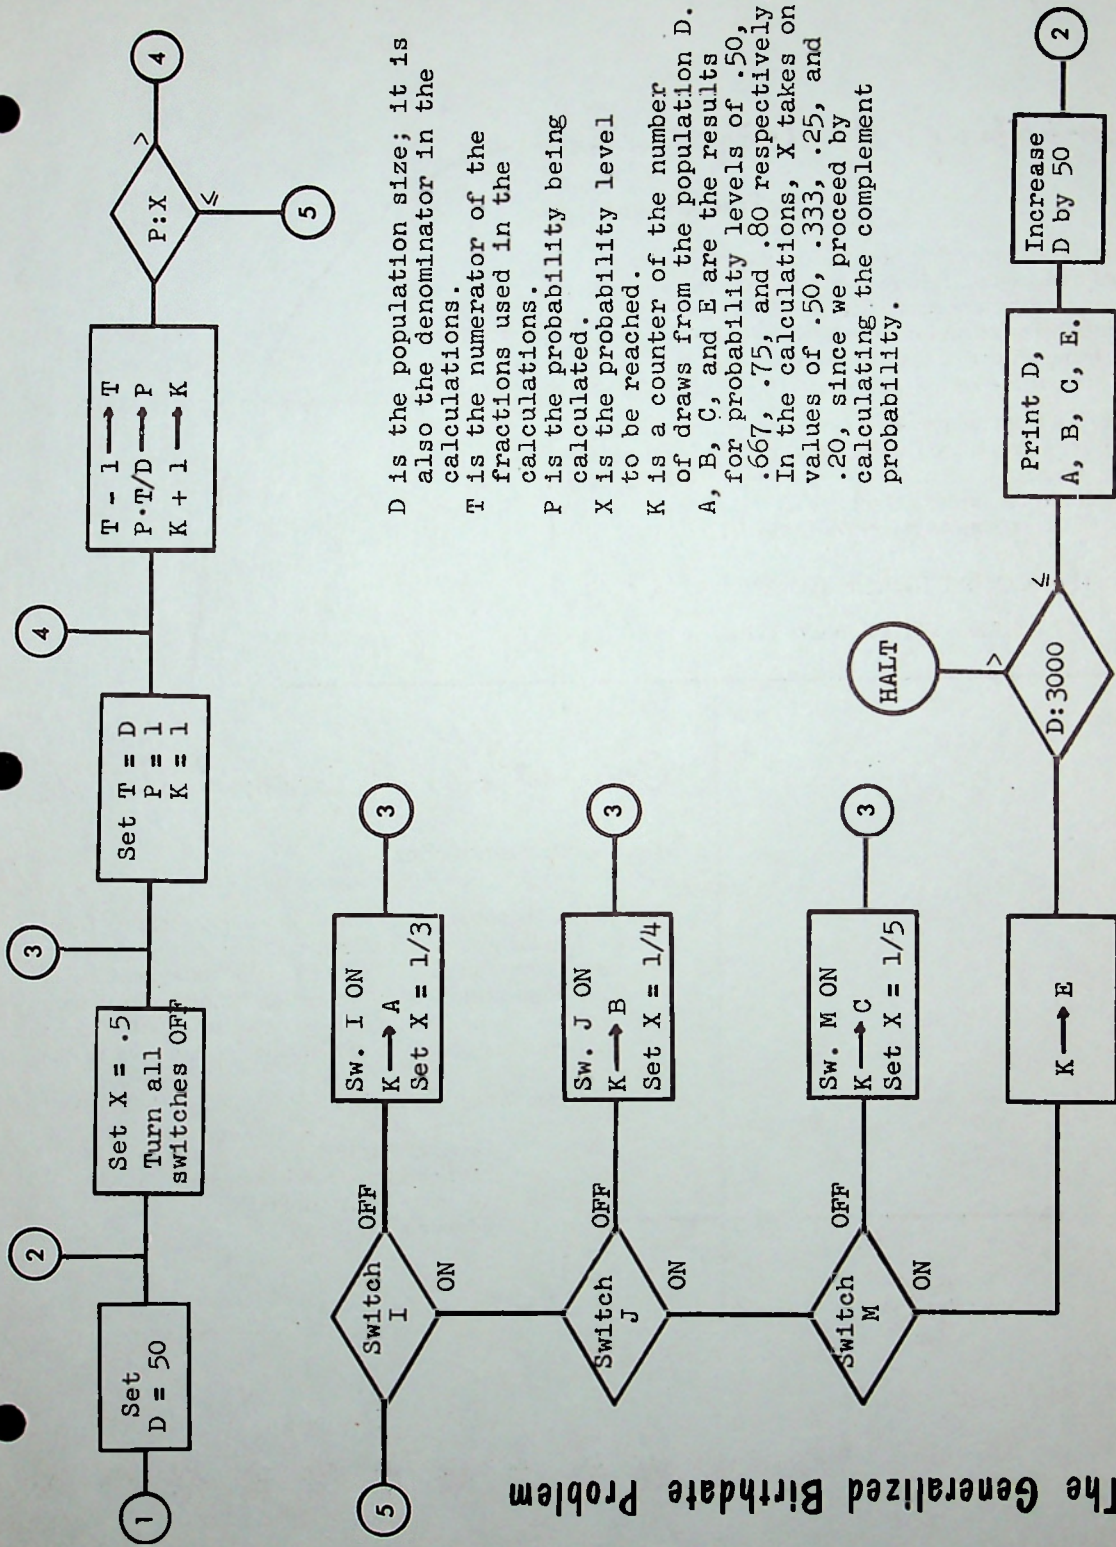 The Generalized Birthdate Problem
1
Set
D = 50
2
Set X = .5
Turn all
switches OFF
3
Set T = D
P = 1
K = 1
4
T - 1 → T
P·T/D → P
K + 1 → K
P:X
>
4
≤
5
5
Switch
I
OFF
ON
Sw. I ON
K → A
Set X = 1/3
3
Switch
J
OFF
ON
Sw. J ON
K → B
Set X = 1/4
3
Switch
M
OFF
ON
Sw. M ON
K → C
Set X = 1/5
3
K → E
D:3000
>
HALT
≤
Print D,
A, B, C, E.
Increase
D by 50
2
D is the population size; it is
also the denominator in the
calculations.
T is the numerator of the
fractions used in the
calculations.
P is the probability being
calculated.
X is the probability level
to be reached.
K is a counter of the number
of draws from the population D.
A, B, C, and E are the results
for probability levels of .50,
.667, .75, and .80 respectively
In the calculations, X takes on
values of .50, .333, .25, and
.20, since we proceed by
calculating the complement
probability.